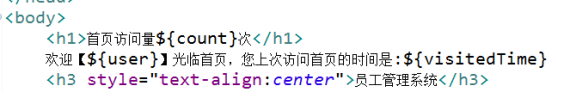 </head>
<body>
<h1>首页访问量${count}次</h1>
欢迎【${user}】光临首页，您上次访问首页的时间是:${visitedTime}
<h3 style="text-align:center">员工管理系统</h3>